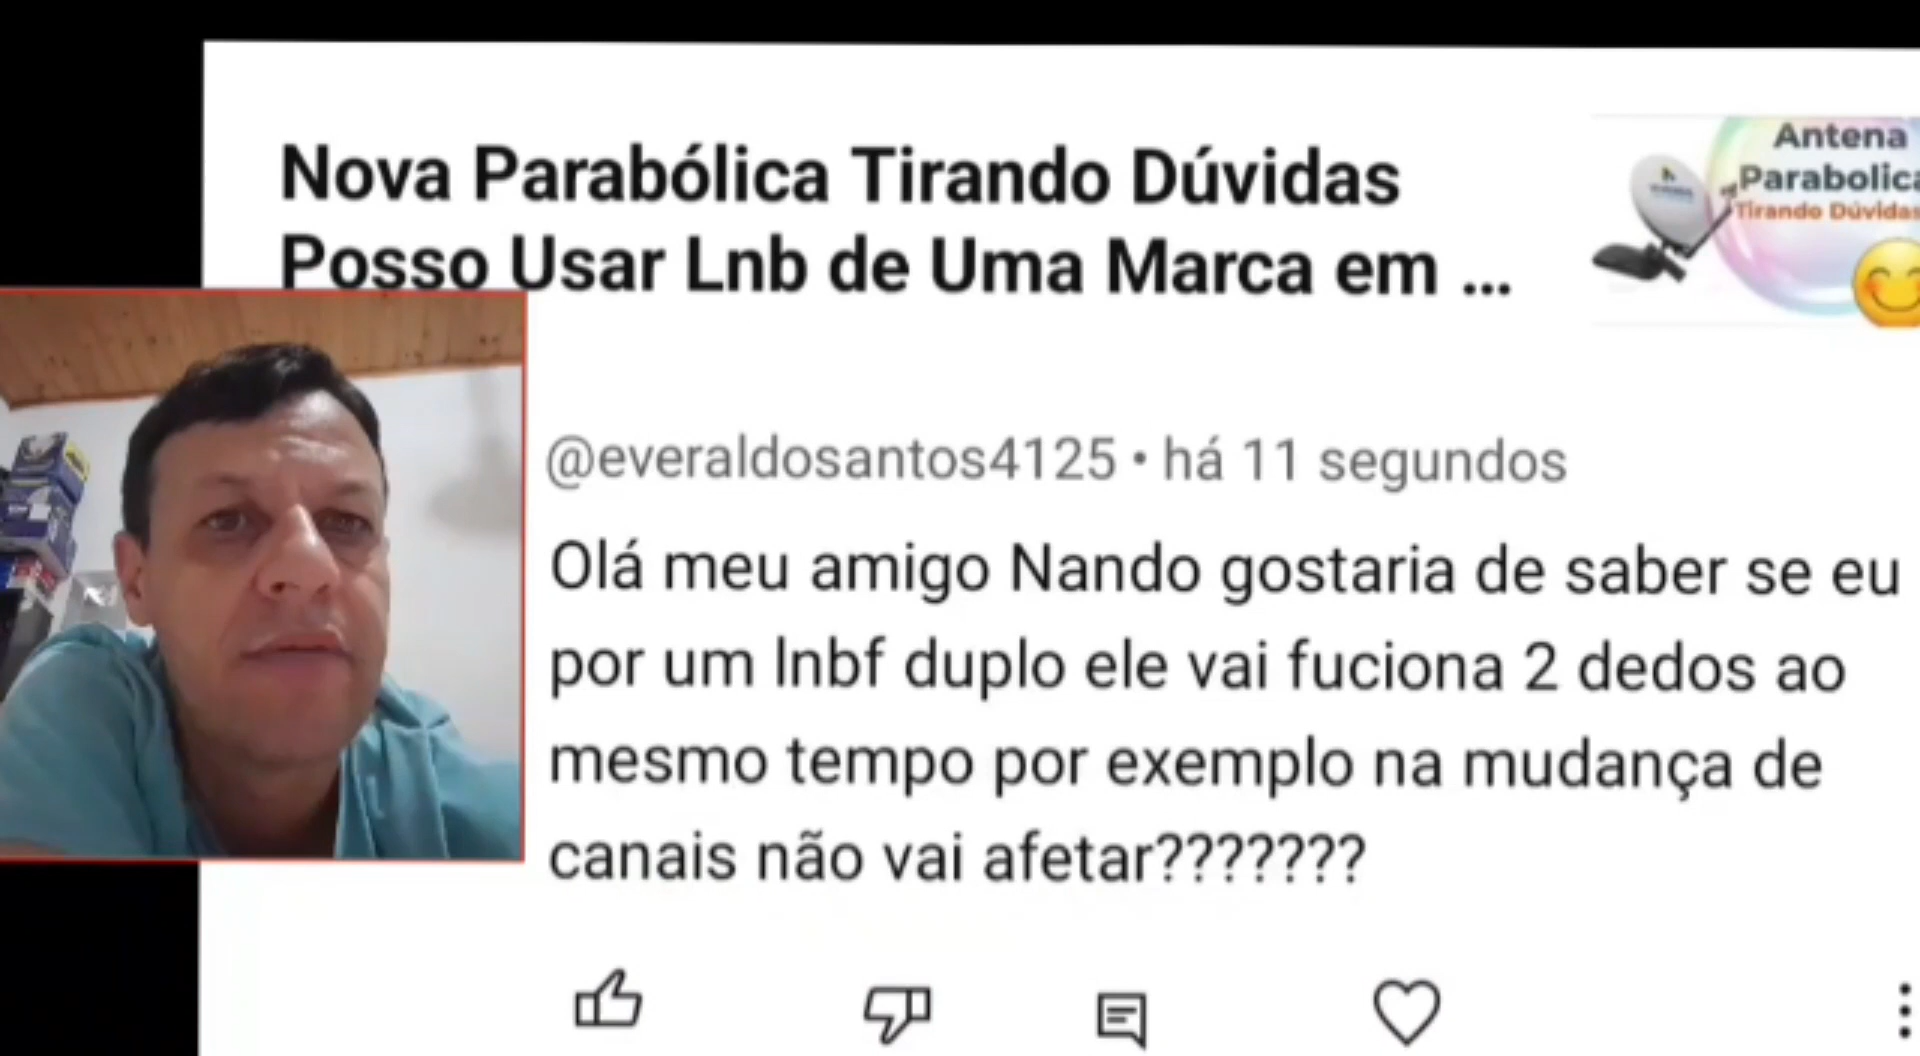 Nova Parabólica Tirando Dúvidas
Posso Usar Lnb de Uma Marca em ...
Antena
Parabolica
Tirando Dúvidas
@everaldosantos4125 • há 11 segundos
Olá meu amigo Nando gostaria de saber se eu
por um lnbf duplo ele vai fuciona 2 dedos ao
mesmo tempo por exemplo na mudança de
canais não vai afetar???????